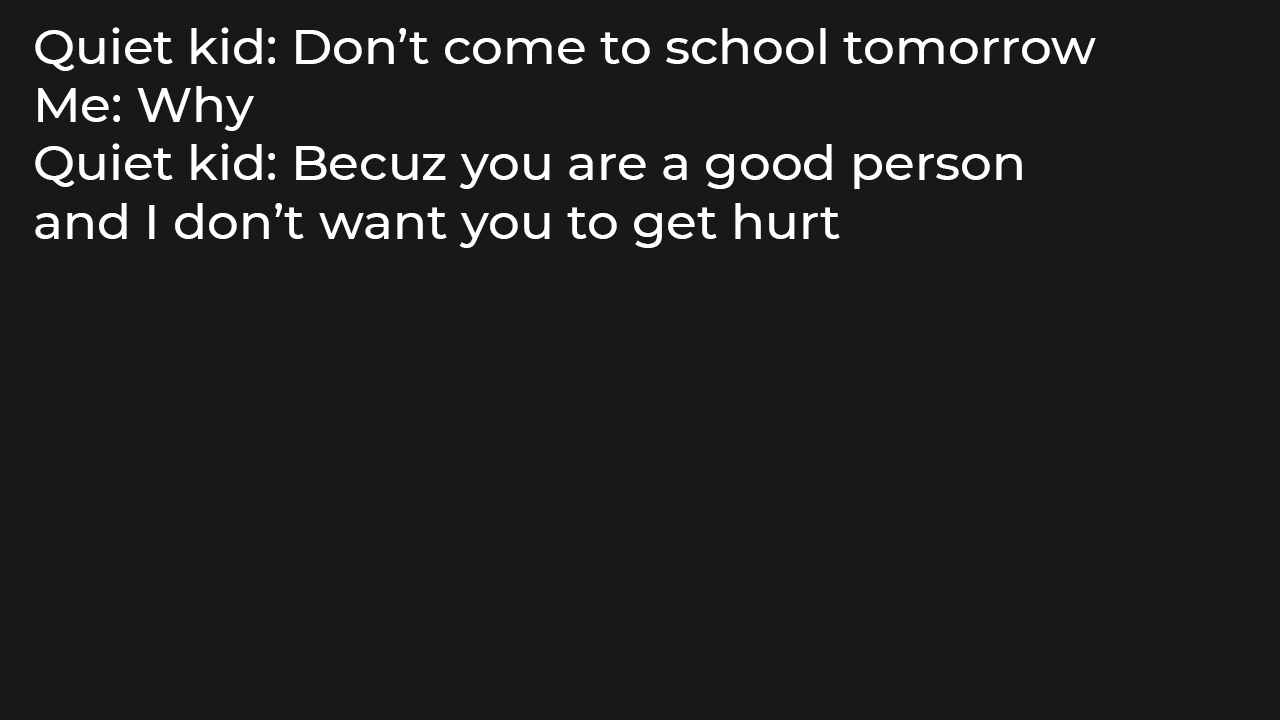 Quiet kid: Don’t come to school tomorrow
Me: Why
Quiet kid: Becuz you are a good person
and I don’t want you to get hurt